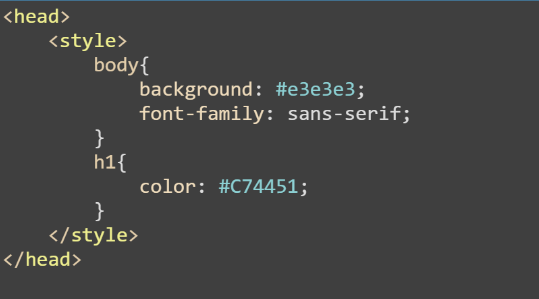 <head>
    <style>
        body{
            background: #e3e3e3;
            font-family: sans-serif;
        }
        h1{
            color: #C74451;
        }
    </style>
</head>